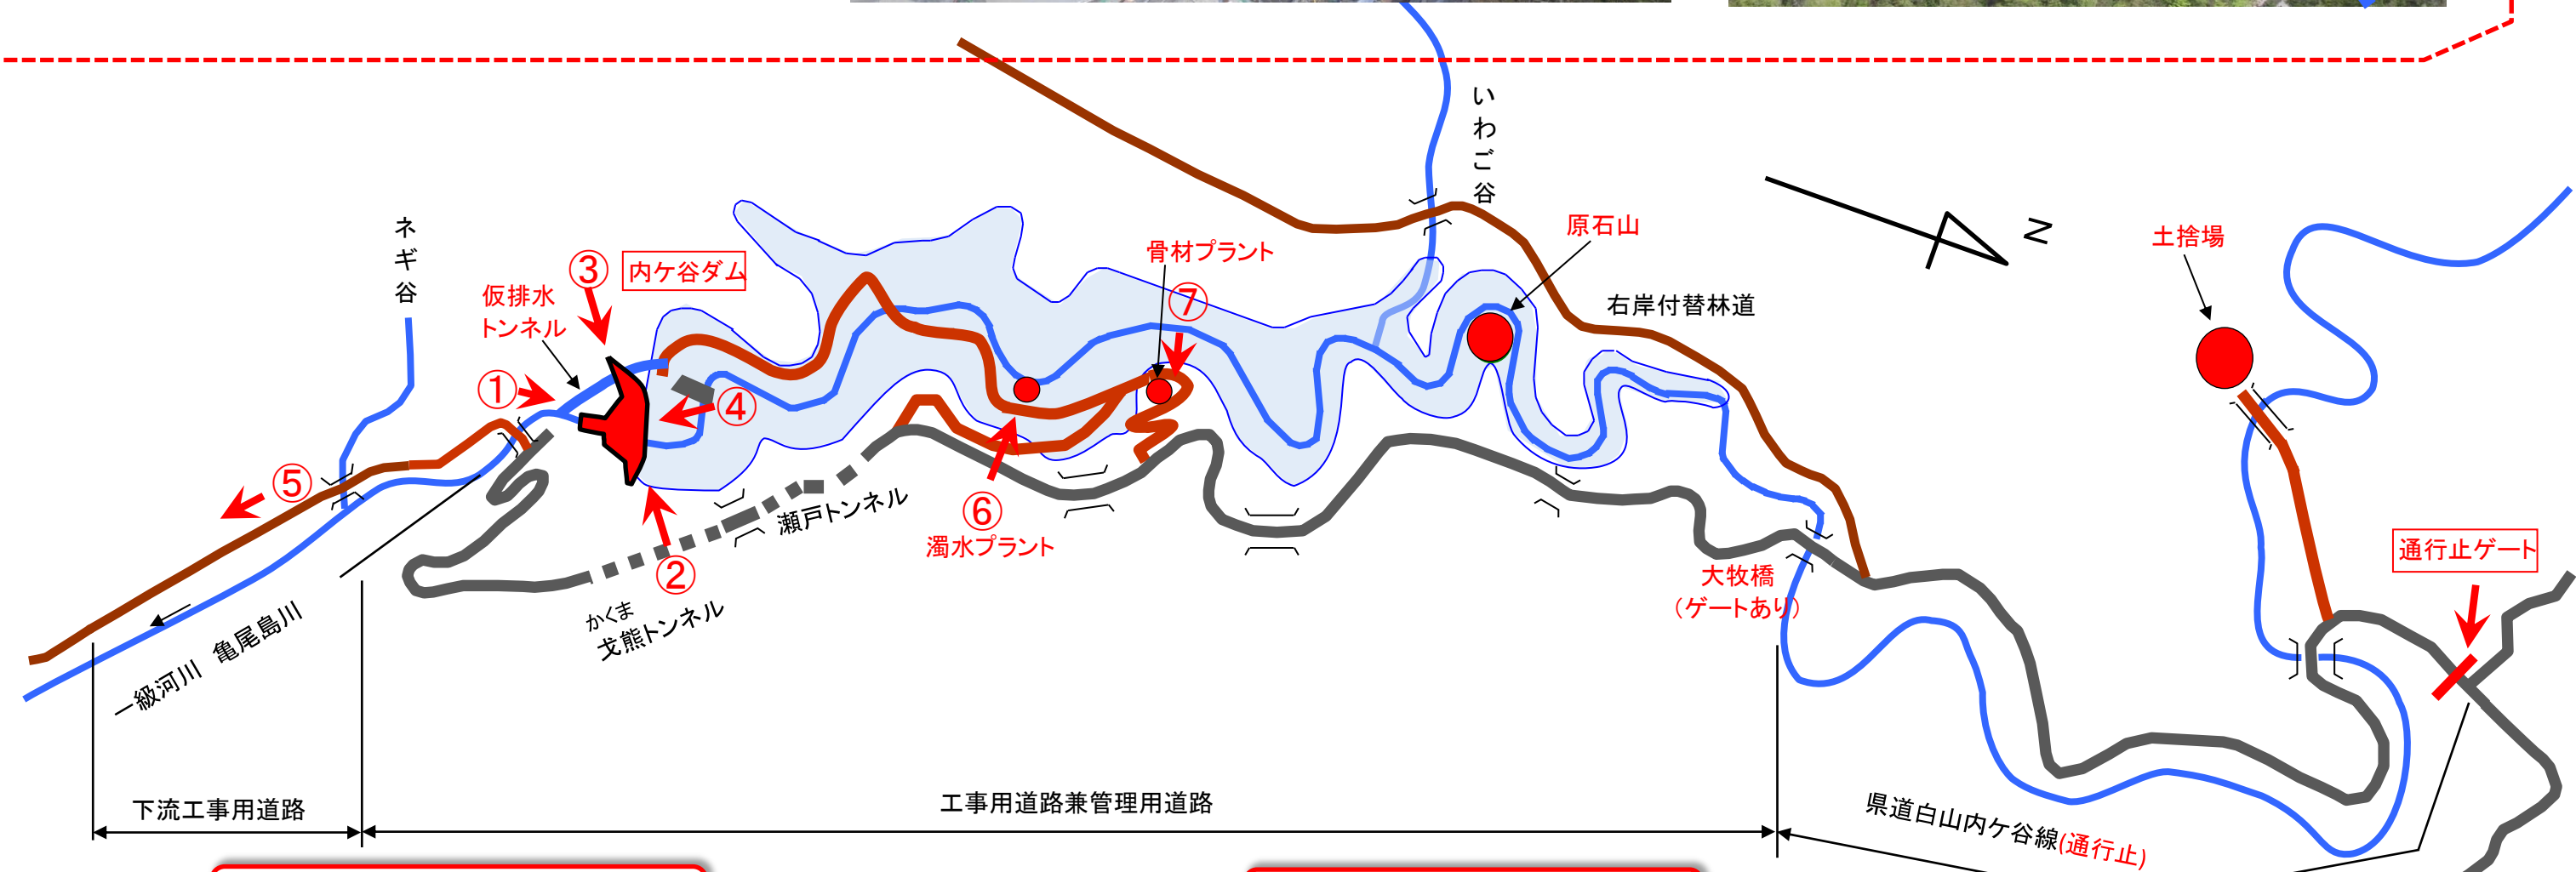 いわご谷
ネギ谷
③
内ケ谷ダム
仮排水
トンネル
骨材プラント
⑦
原石山
右岸付替林道
N
土捨場
①
④
⑤
⑥
濁水プラント
瀬戸トンネル
②
かくま
戈熊トンネル
大牧橋
（ゲートあり）
通行止ゲート
一級河川 亀尾島川
下流工事用道路
工事用道路兼管理用道路
県道白山内ケ谷線(通行止)